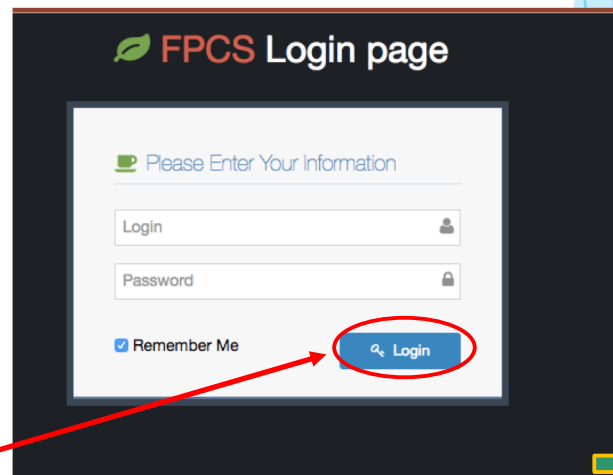 FPCS Login page
Please Enter Your Information
Login
Password
Remember Me
Login